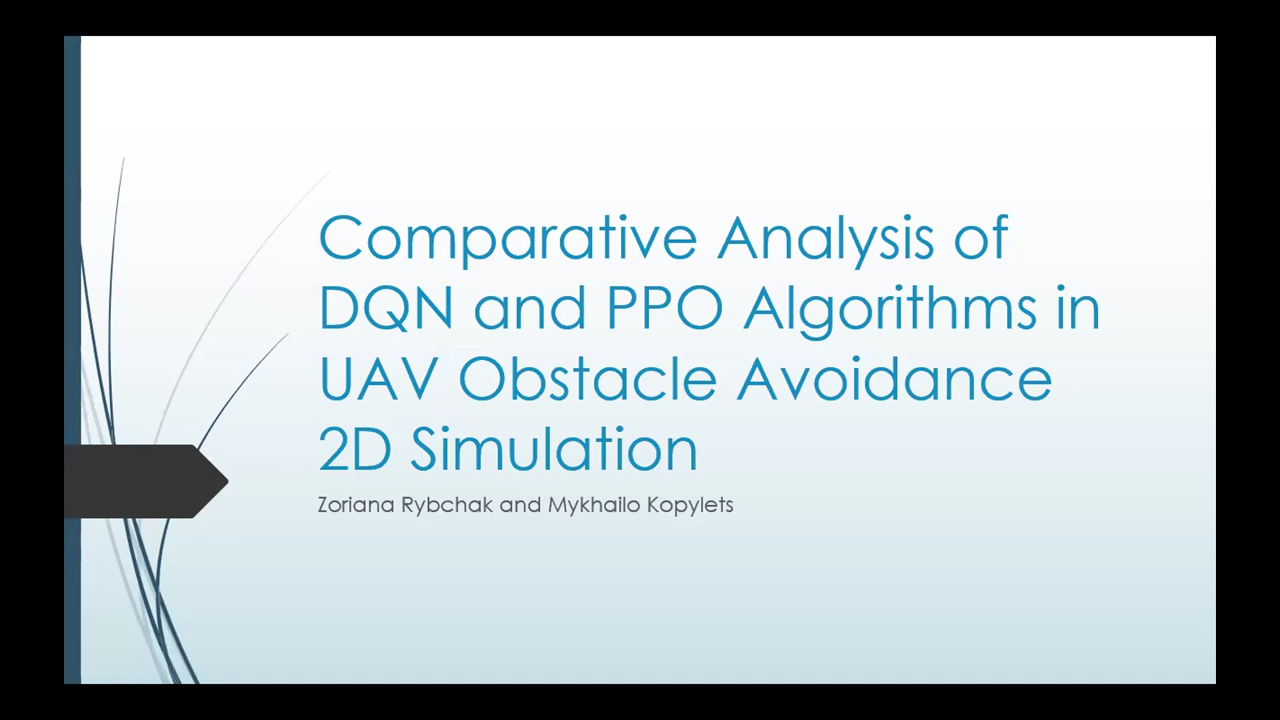 Comparative Analysis of
DQN and PPO Algorithms in
UAV Obstacle Avoidance
2D Simulation
Zoriana Rybchak and Mykhailo Kopylets